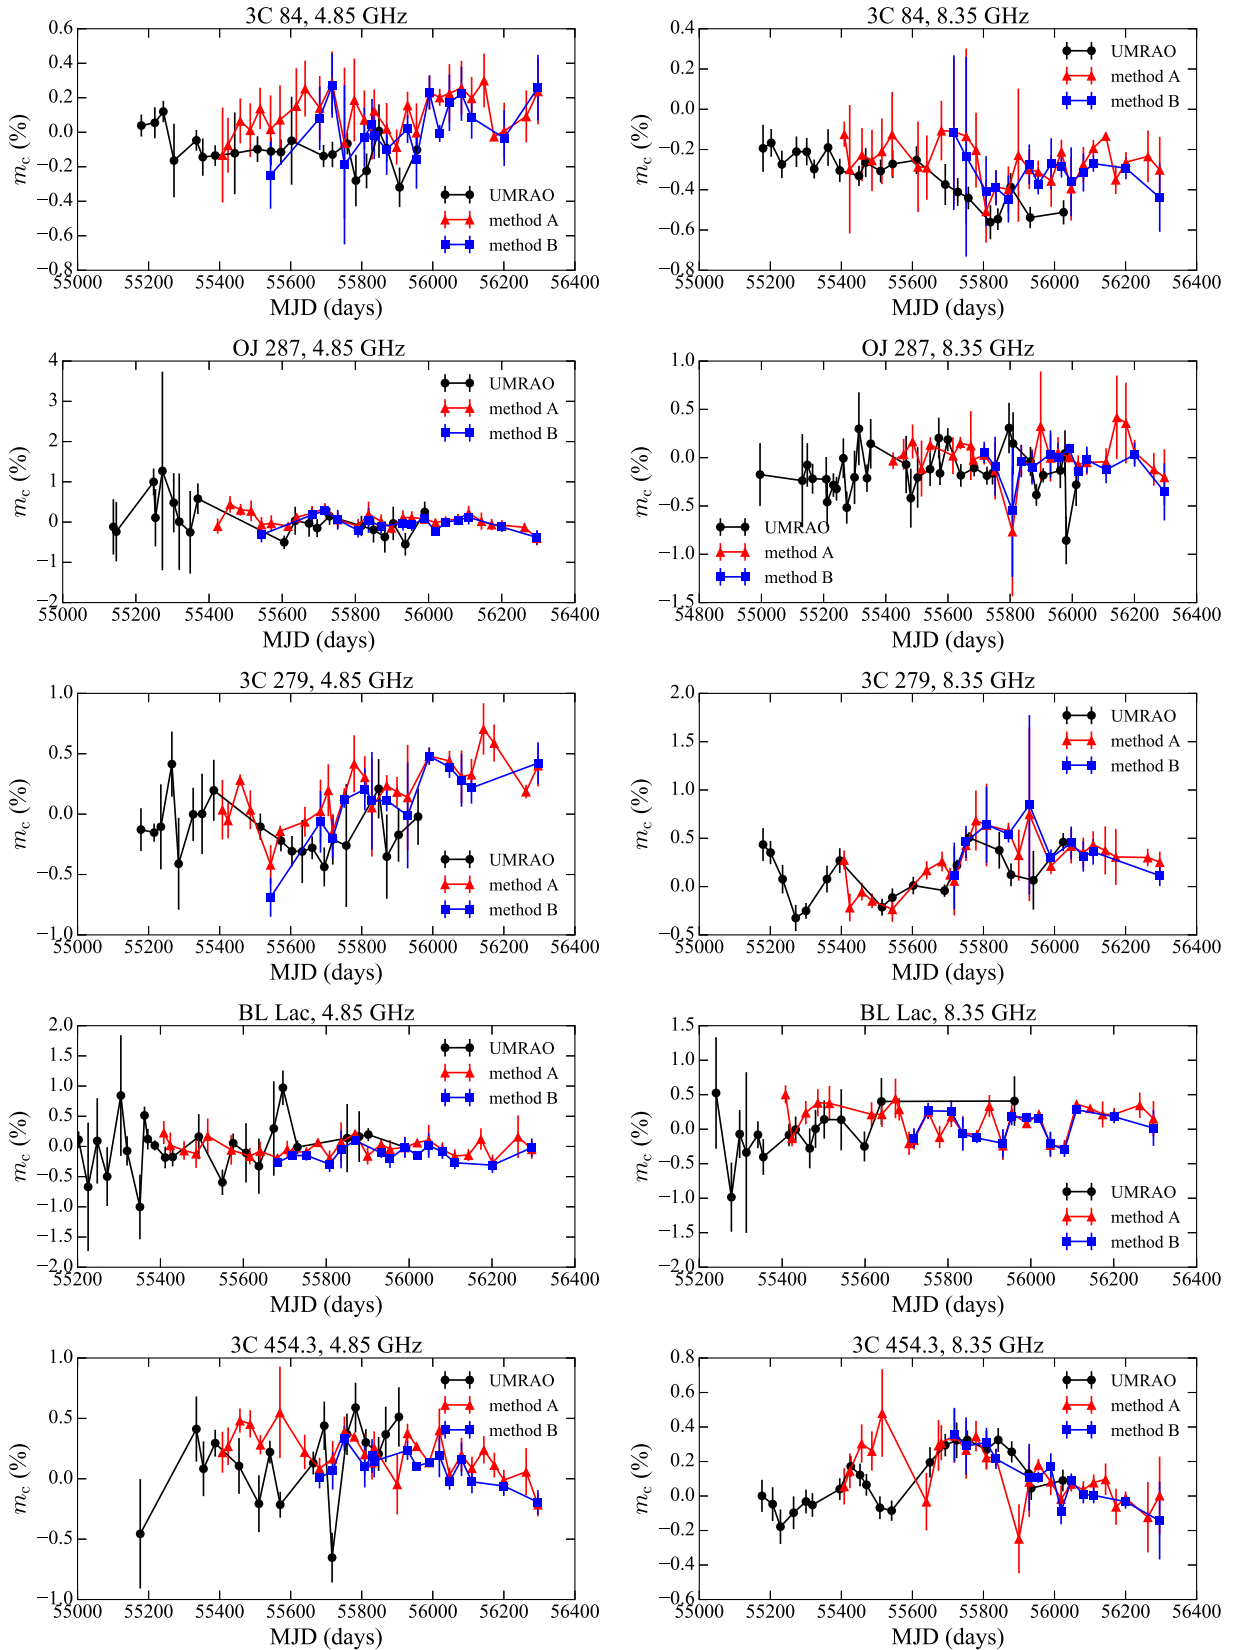 3C 84, 4.85 GHz
0.6
0.4
0.2
0.0
−0.2
−0.4
−0.6
−0.8
m_c (%)
UMRAO
method A
method B
55000 55200 55400 55600 55800 56000 56200 56400
MJD (days)
3C 84, 8.35 GHz
0.4
0.2
0.0
−0.2
−0.4
−0.6
−0.8
m_c (%)
UMRAO
method A
method B
55000 55200 55400 55600 55800 56000 56200 56400
MJD (days)
OJ 287, 4.85 GHz
4
3
2
1
0
−1
−2
m_c (%)
UMRAO
method A
method B
55000 55200 55400 55600 55800 56000 56200 56400
MJD (days)
OJ 287, 8.35 GHz
1.0
0.5
0.0
−0.5
−1.0
−1.5
m_c (%)
UMRAO
method A
method B
54800 55000 55200 55400 55600 55800 56000 56200 56400
MJD (days)
3C 279, 4.85 GHz
1.0
0.5
0.0
−0.5
−1.0
m_c (%)
UMRAO
method A
method B
55000 55200 55400 55600 55800 56000 56200 56400
MJD (days)
3C 279, 8.35 GHz
2.0
1.5
1.0
0.5
0.0
−0.5
m_c (%)
UMRAO
method A
method B
55000 55200 55400 55600 55800 56000 56200 56400
MJD (days)
BL Lac, 4.85 GHz
2.0
1.5
1.0
0.5
0.0
−0.5
−1.0
−1.5
−2.0
m_c (%)
UMRAO
method A
method B
55200 55400 55600 55800 56000 56200 56400
MJD (days)
BL Lac, 8.35 GHz
1.5
1.0
0.5
0.0
−0.5
−1.0
−1.5
−2.0
m_c (%)
UMRAO
method A
method B
55200 55400 55600 55800 56000 56200 56400
MJD (days)
3C 454.3, 4.85 GHz
1.0
0.5
0.0
−0.5
−1.0
m_c (%)
UMRAO
method A
method B
55000 55200 55400 55600 55800 56000 56200 56400
MJD (days)
3C 454.3, 8.35 GHz
0.8
0.6
0.4
0.2
0.0
−0.2
−0.4
−0.6
m_c (%)
UMRAO
method A
method B
55000 55200 55400 55600 55800 56000 56200 56400
MJD (days)